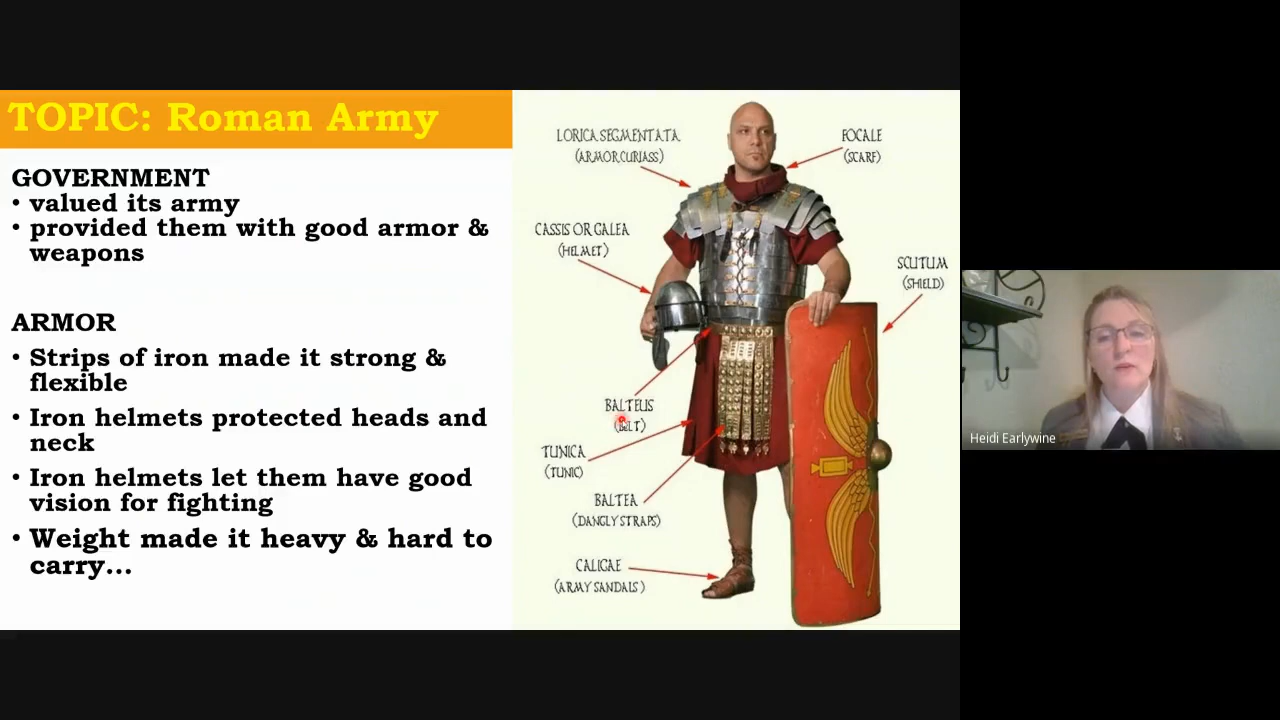 TOPIC: Roman Army
GOVERNMENT
• valued its army
• provided them with good armor &
weapons
ARMOR
• Strips of iron made it strong &
flexible
• Iron helmets protected heads and
neck
• Iron helmets let them have good
vision for fighting
• Weight made it heavy & hard to
carry...
LORICA SEGMENTATA
(ARMOR CURIASS)
FOCALE
(SCARF)
CASSIS OR GALEA
(HELMET)
SCUTUM
(SHIELD)
BALTEUS
(BELT)
TUNICA
(TUNIC)
BALTEA
(DANGLY STRAPS)
CALIGAE
(ARMY SANDALS)
Heidi Earlywine